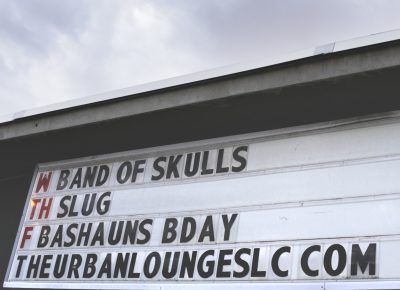 W BAND OF SKULLS
TH SLUG
F BASHAUNS BDAY
THEURBANLOUNGESLC COM